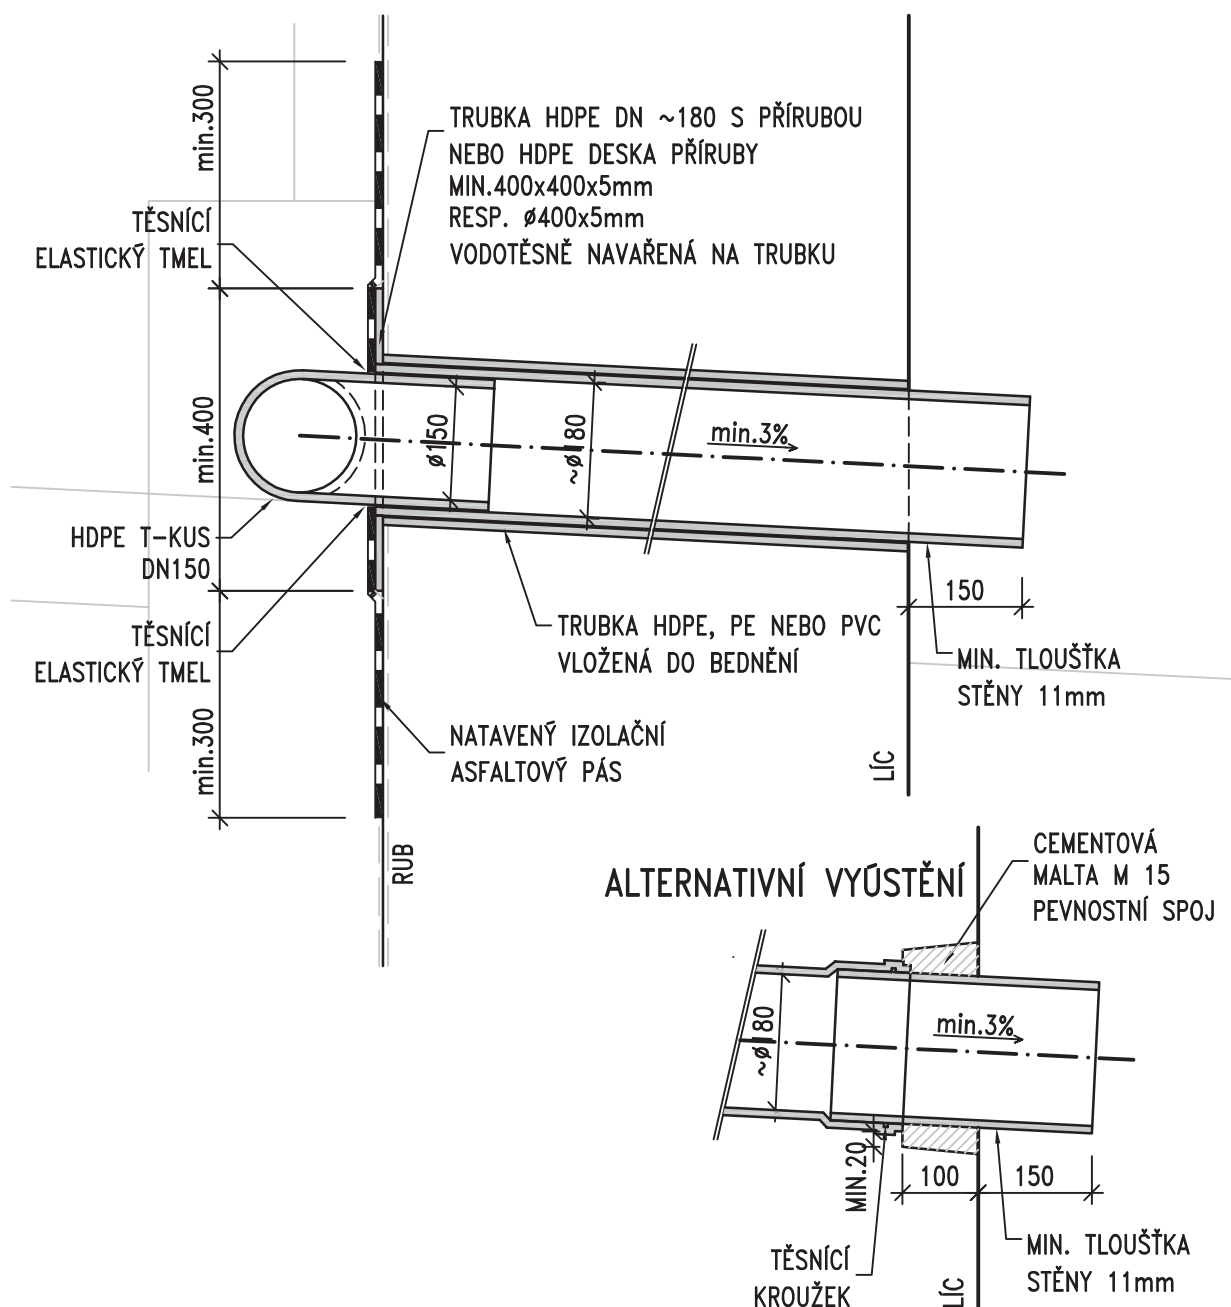 min.300
TRUBKA HDPE DN ~180 S PŘÍRUBOU
NEBO HDPE DESKA PŘÍRUBY
MIN.400x400x5mm
RESP. ø400x5mm
VODOTĚSNĚ NAVAŘENÁ NA TRUBKU
TĚSNÍCÍ
ELASTICKÝ TMEL
min.400
ø150
~ø180
min.3%
HDPE T-KUS
DN150
TĚSNÍCÍ
ELASTICKÝ TMEL
TRUBKA HDPE, PE NEBO PVC
VLOŽENÁ DO BEDNĚNÍ
150
MIN. TLOUŠŤKA
STĚNY 11mm
min.300
NATAVENÝ IZOLAČNÍ
ASFALTOVÝ PÁS
LÍC
RUB
ALTERNATIVNÍ VYÚSTĚNÍ
CEMENTOVÁ
MALTA M 15
PEVNOSTNÍ SPOJ
~ø180
min.3%
MIN.20
100
150
TĚSNÍCÍ
KROUŽEK
LÍC
MIN. TLOUŠŤKA
STĚNY 11mm